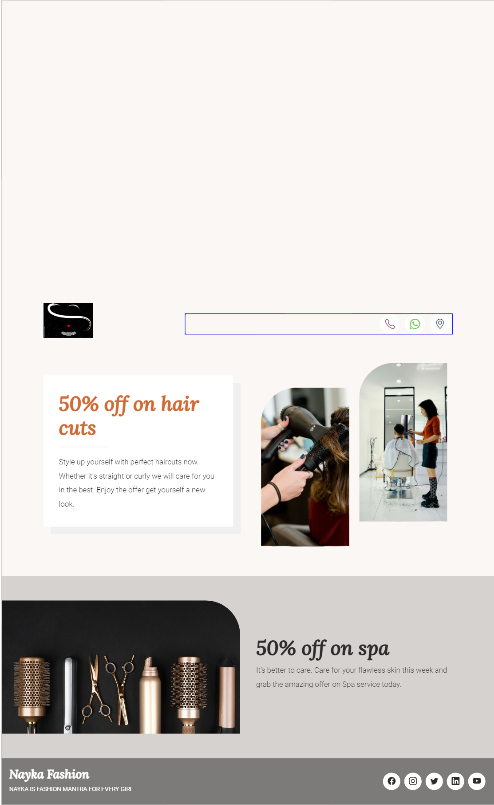 50% off on hair
cuts
Style up yourself with perfect haircuts now.
Whether it's straight or curly we will care for you
in the best. Enjoy the offer get yourself a new
look.
50% off on spa
It's better to care. Care for your flawless skin this week and
grab the amazing offer on Spa service today.
Nayka Fashion
NAYKA IS FASHION MANTRA FOR EVERY GIRL